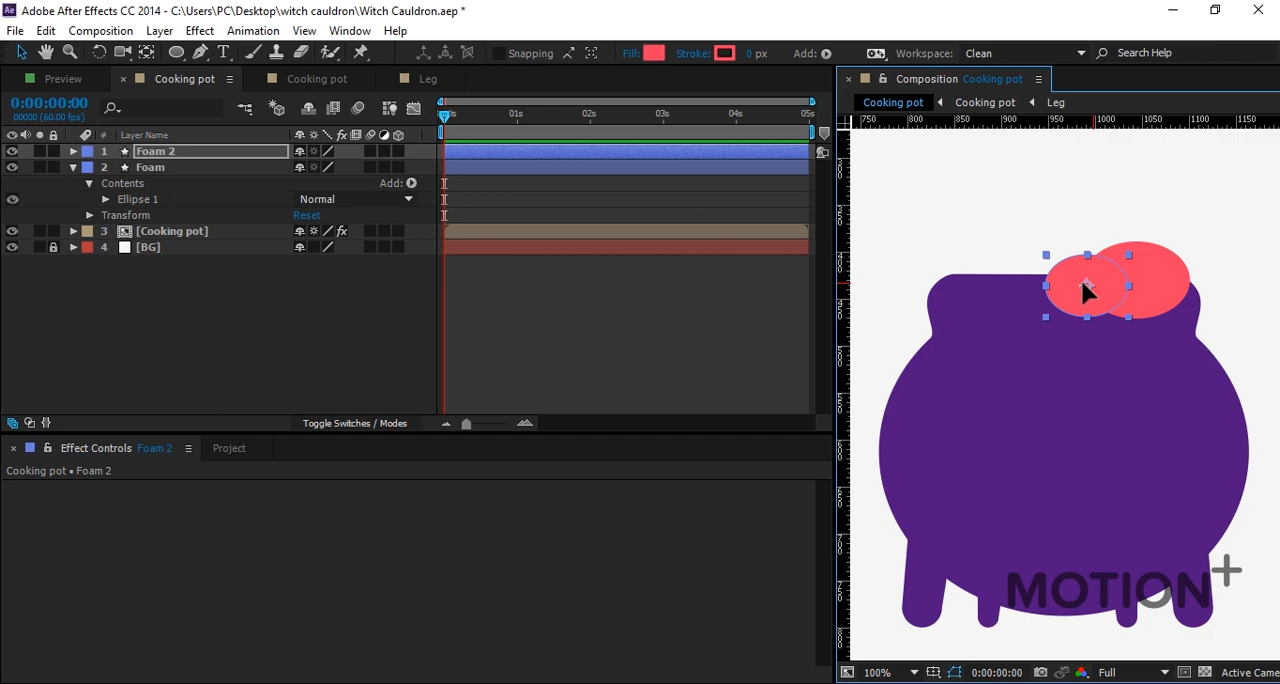 Adobe After Effects CC 2014 - C:\Users\PC\Desktop\witch cauldron\Witch Cauldron.aep *
File Edit Composition Layer Effect Animation View Window Help
Snapping Fill: Stroke: 0 px Add: Workspace: Clean Search Help
Preview Cooking pot Cooking pot Leg Composition Cooking pot
0:00:00:00
00000 (60.00 fps)
Cooking pot Cooking pot Leg
01s 02s 03s 04s 05s
750 800 850 900 950 1000 1050 1100 1150
# Layer Name
1 Foam 2
2 Foam
Contents Add:
Ellipse 1 Normal
Transform Reset
3 [Cooking pot]
4 [BG]
Toggle Switches / Modes
Effect Controls Foam 2 Project
Cooking pot • Foam 2
MOTION+
100% 0:00:00:00 Full Active Came